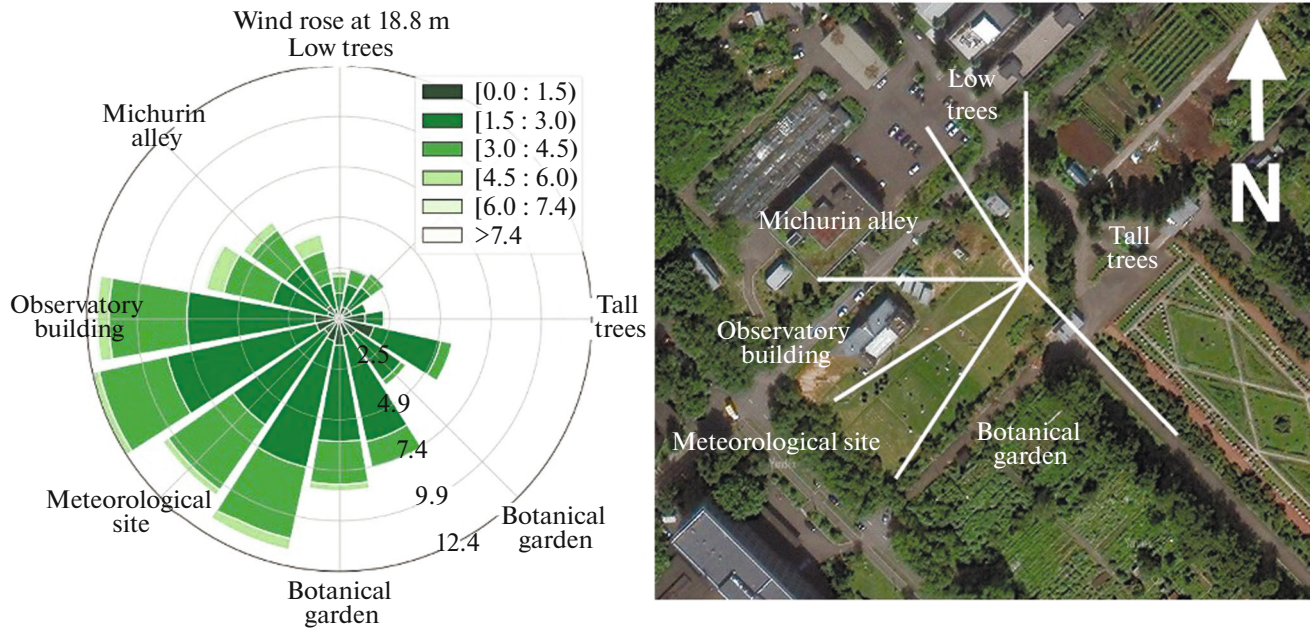 Wind rose at 18.8 m
Low trees
Michurin
alley
Observatory
building
Meteorological
site
Botanical
garden
Botanical
garden
Tall
trees
[0.0 : 1.5)
[1.5 : 3.0)
[3.0 : 4.5)
[4.5 : 6.0)
[6.0 : 7.4)
>7.4
2.5
4.9
7.4
9.9
12.4
Low
trees
N
Michurin alley
Tall
trees
Observatory
building
Meteorological site
Botanical
garden